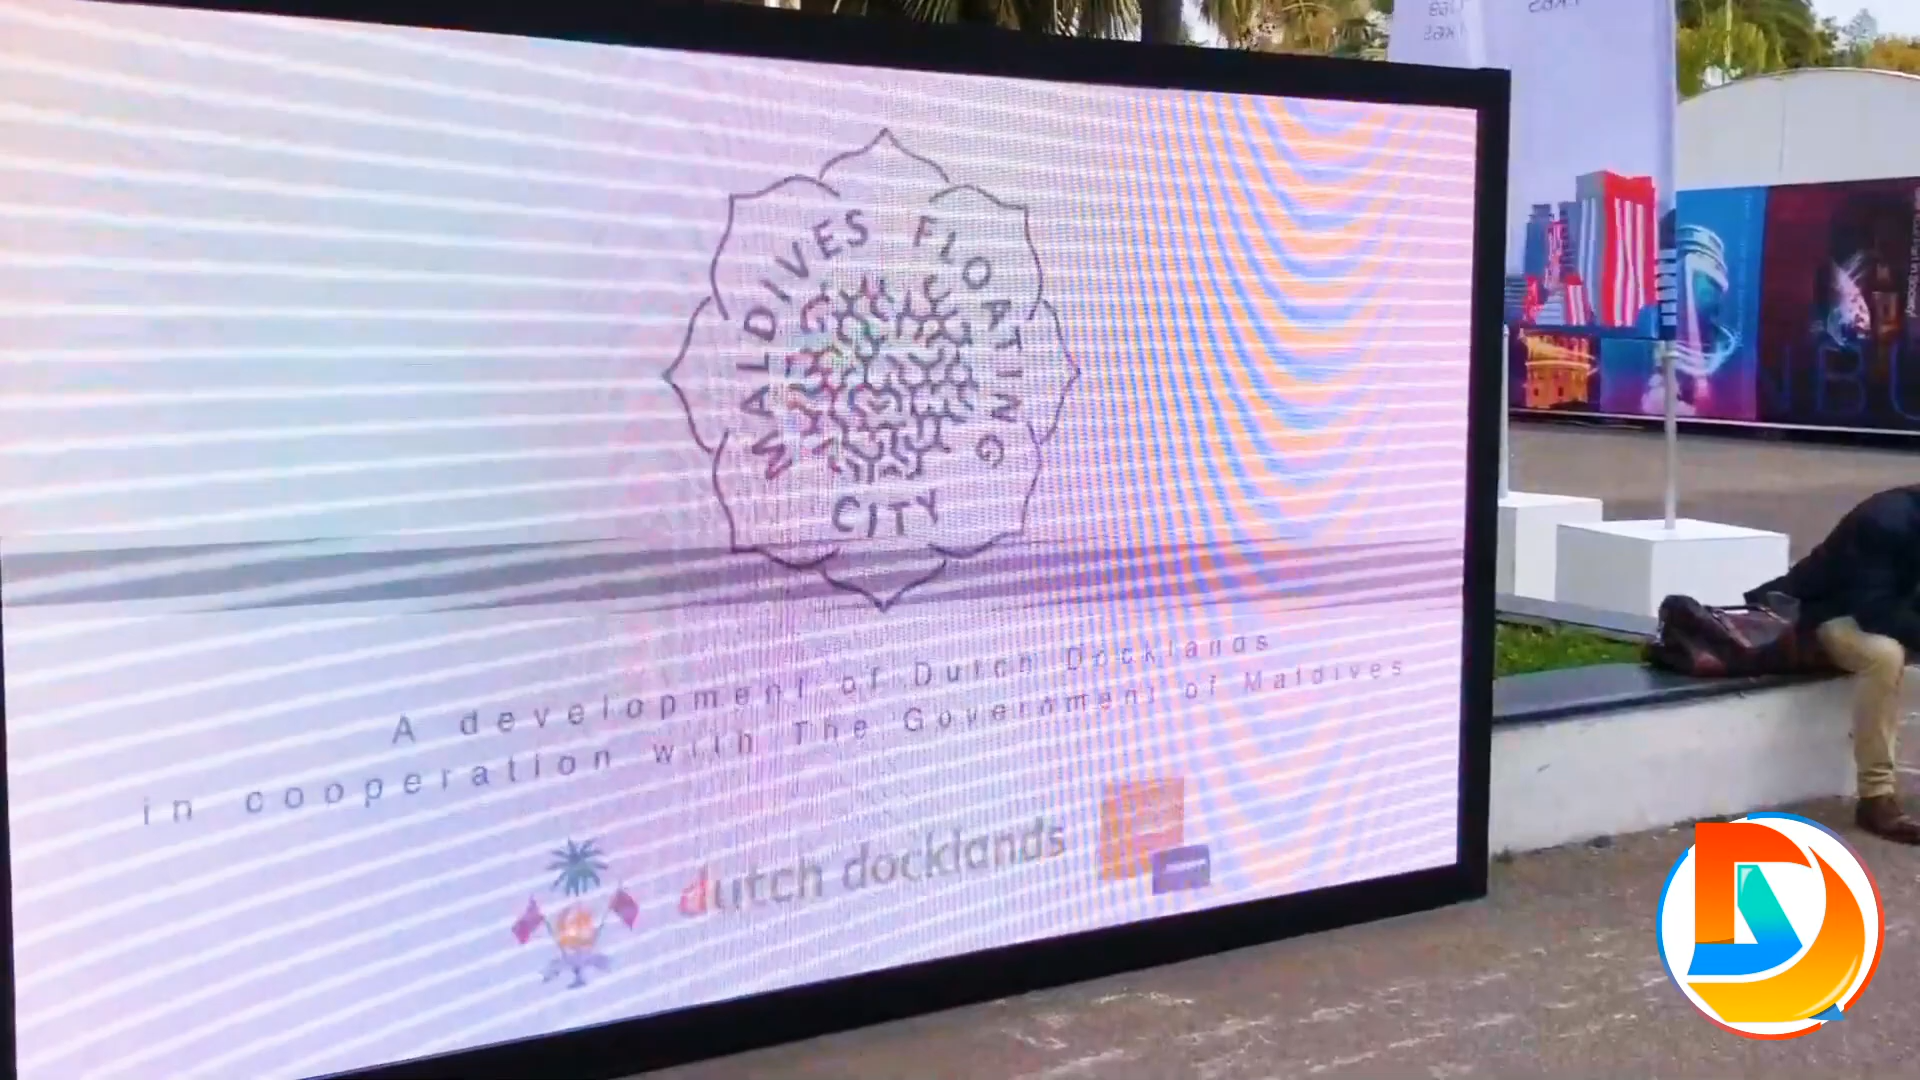 MALDIVES FLOATING
CITY
A development of Dutch Docklands
in cooperation with The Government of Maldives
dutch docklands